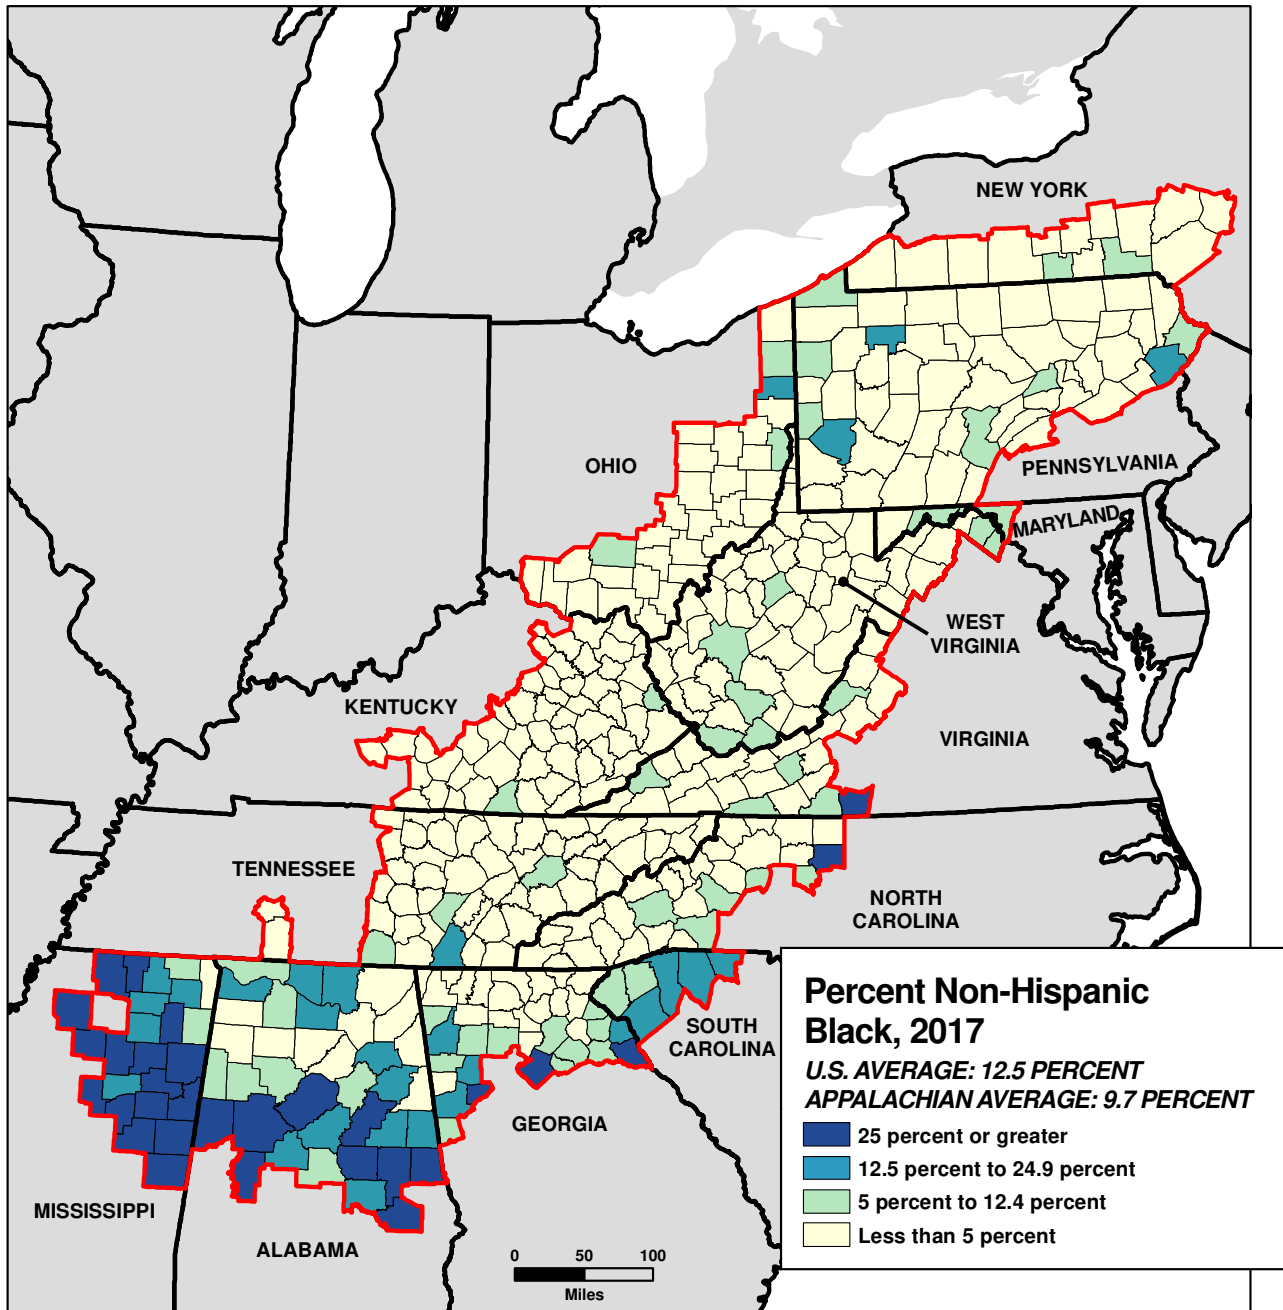 NEW YORK
OHIO
PENNSYLVANIA
MARYLAND
WEST
VIRGINIA
KENTUCKY
VIRGINIA
TENNESSEE
NORTH
CAROLINA
SOUTH
CAROLINA
GEORGIA
MISSISSIPPI
ALABAMA
0 50 100
Miles
Percent Non-Hispanic
Black, 2017
U.S. AVERAGE: 12.5 PERCENT
APPALACHIAN AVERAGE: 9.7 PERCENT
25 percent or greater
12.5 percent to 24.9 percent
5 percent to 12.4 percent
Less than 5 percent